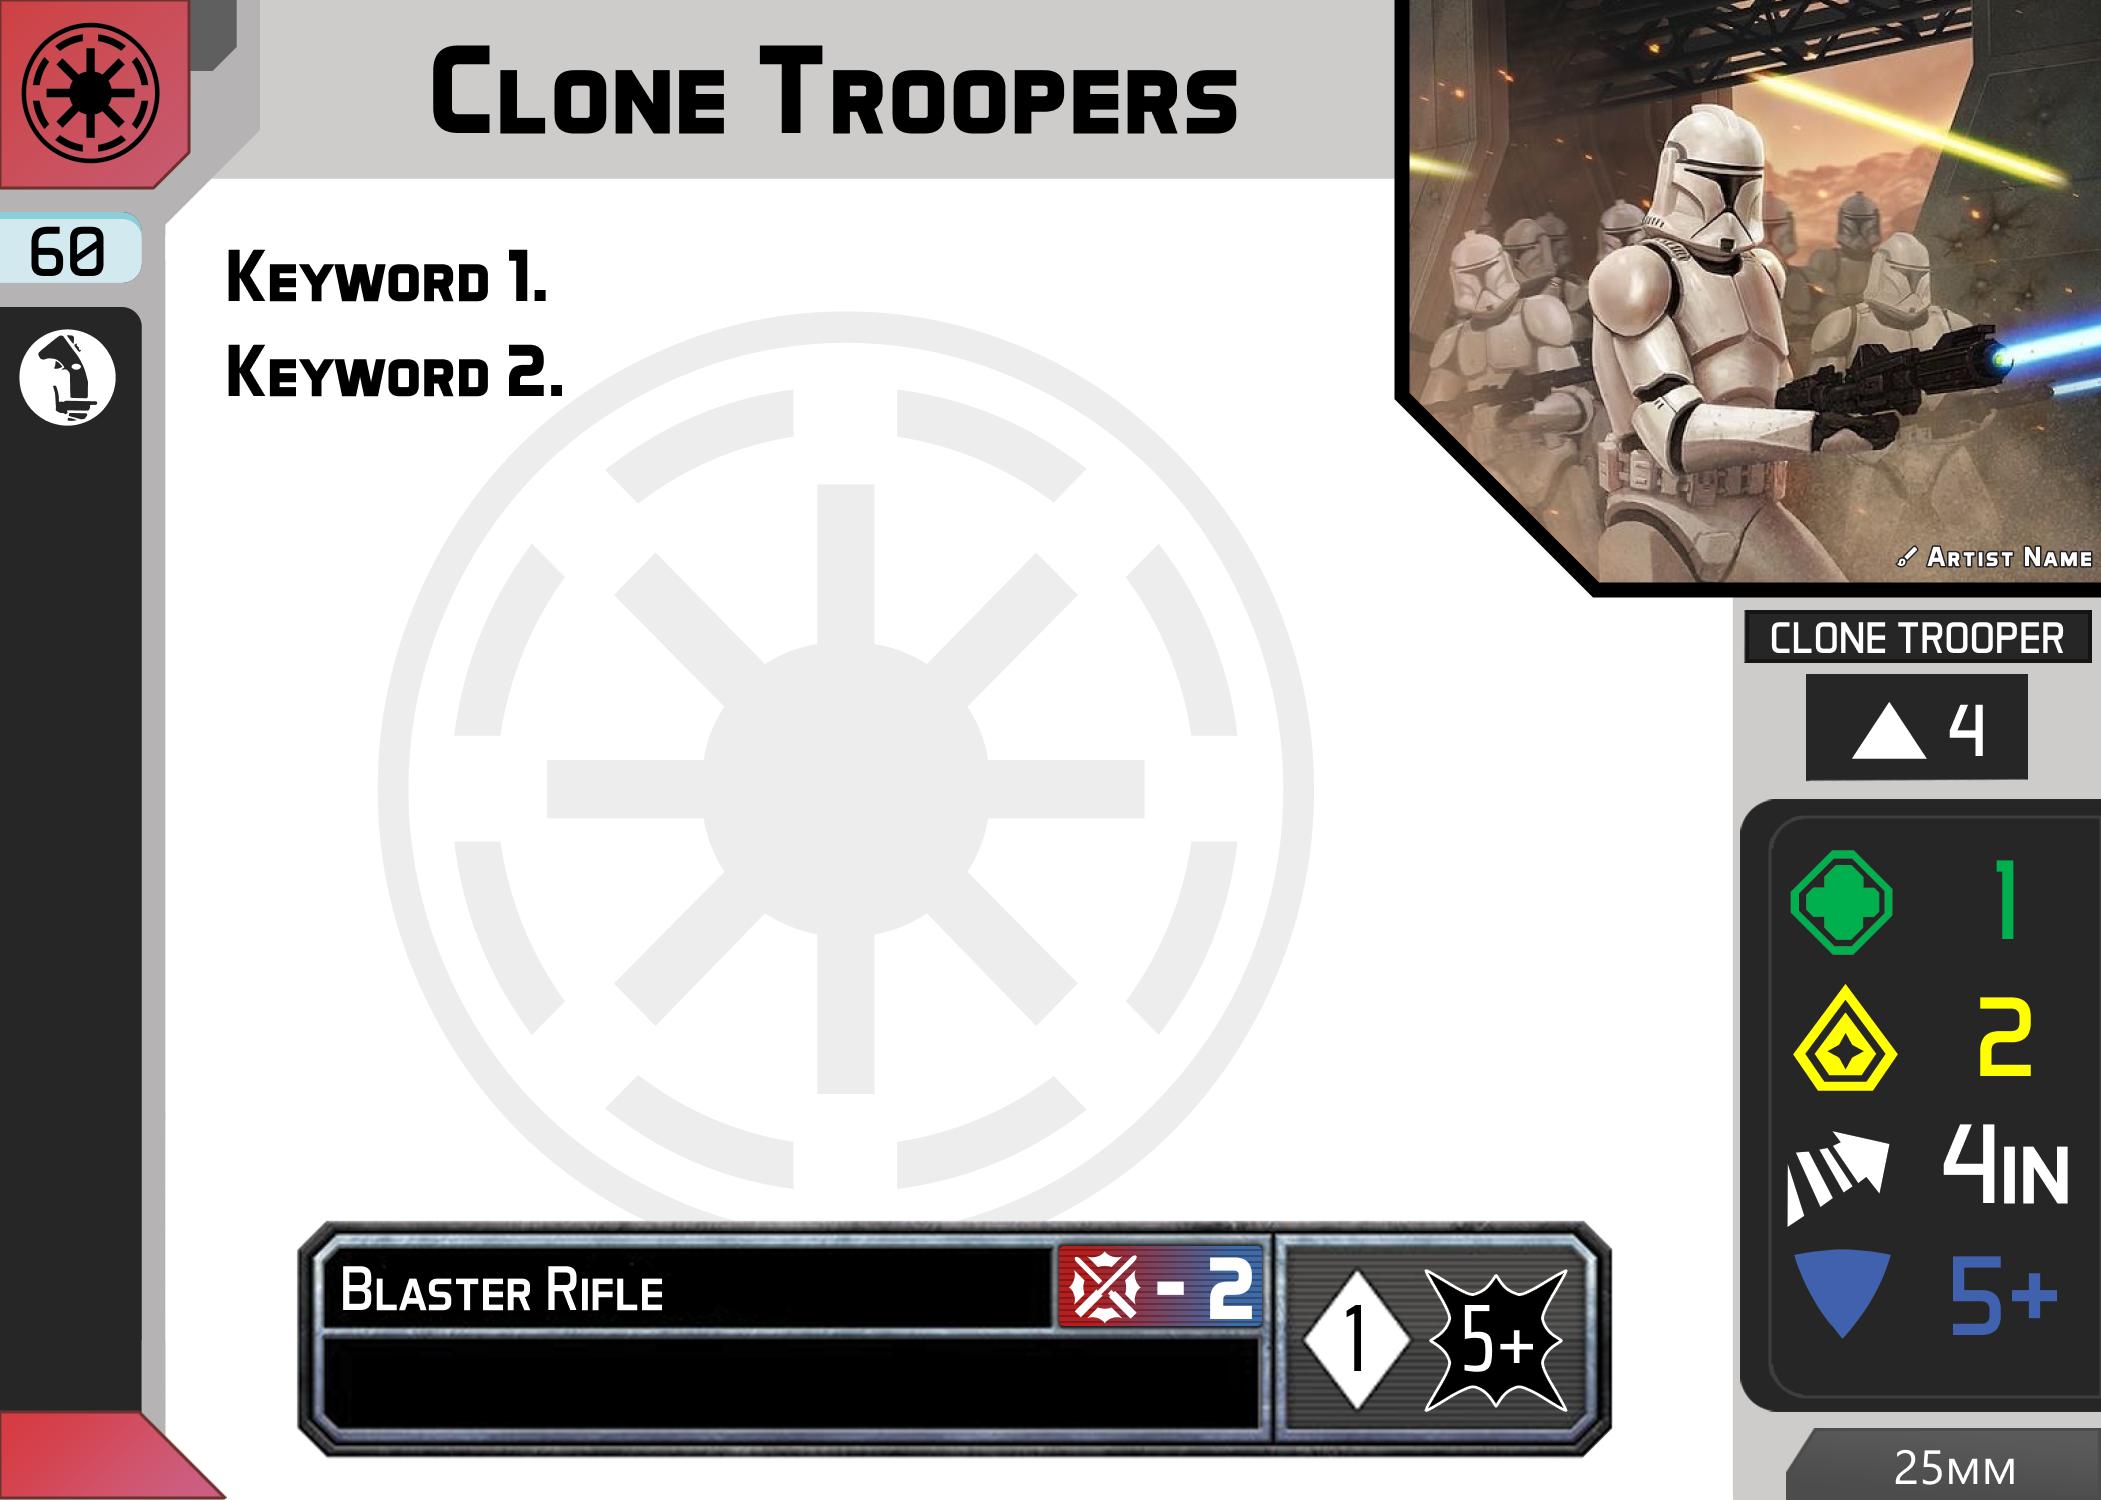 Clone Troopers
60
Keyword 1.
Keyword 2.
Artist Name
CLONE TROOPER
4
1
2
4in
5+
Blaster Rifle
- 2
1
5+
25mm